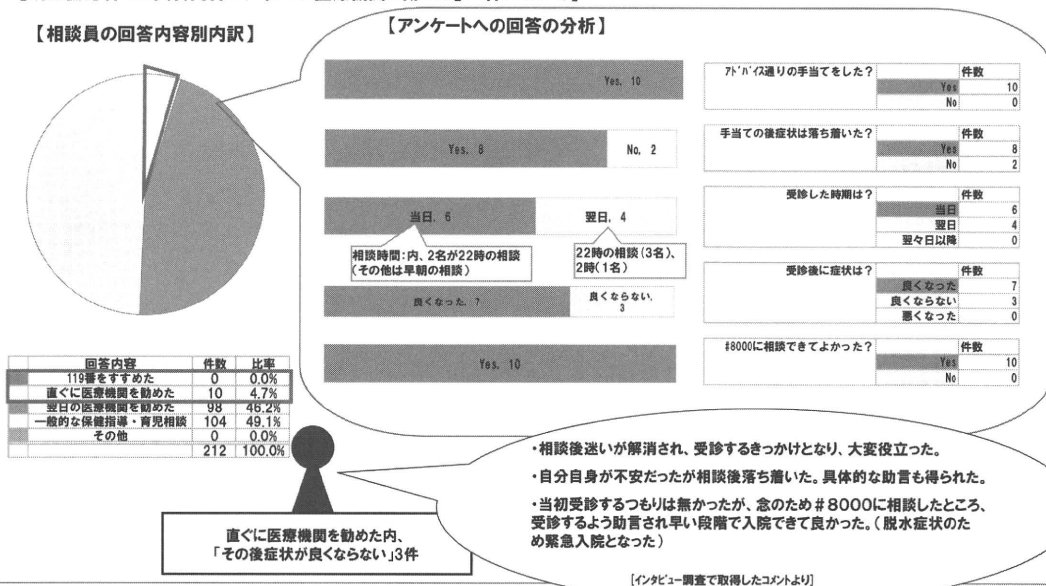 【相談員の回答内容別内訳】
【アンケートへの回答の分析】
Yes, 10
Yes, 8
No, 2
当日, 6
翌日, 4
相談時間：内、2名が22時の相談
（その他は早朝の相談）
22時の相談（3名）、
2時（1名）
良くなった, 7
良くならない,
3
Yes, 10
ｱﾄﾞﾊﾞｲｽ通りの手当てをした？ 件数
Yes 10
No 0
手当ての後症状は落ち着いた？ 件数
Yes 8
No 2
受診した時期は？ 件数
当日 6
翌日 4
翌々日以降 0
受診後に症状は？ 件数
良くなった 7
良くならない 3
悪くなった 0
#8000に相談できてよかった？ 件数
Yes 10
No 0
回答内容 件数 比率
119番をすすめた 0 0.0%
直ぐに医療機関を勧めた 10 4.7%
翌日の医療機関を勧めた 98 46.2%
一般的な保健指導・育児相談 104 49.1%
その他 0 0.0%
212 100.0%
直ぐに医療機関を勧めた内、
「その後症状が良くならない」3件
・相談後迷いが解消され、受診するきっかけとなり、大変役立った。
・自分自身が不安だったが相談後落ち着いた。具体的な助言も得られた。
・当初受診するつもりは無かったが、念のため＃8000に相談したところ、
受診するよう助言され早い段階で入院できて良かった。（脱水症状のた
め緊急入院となった）
[インタビュー調査で取得したコメントより]